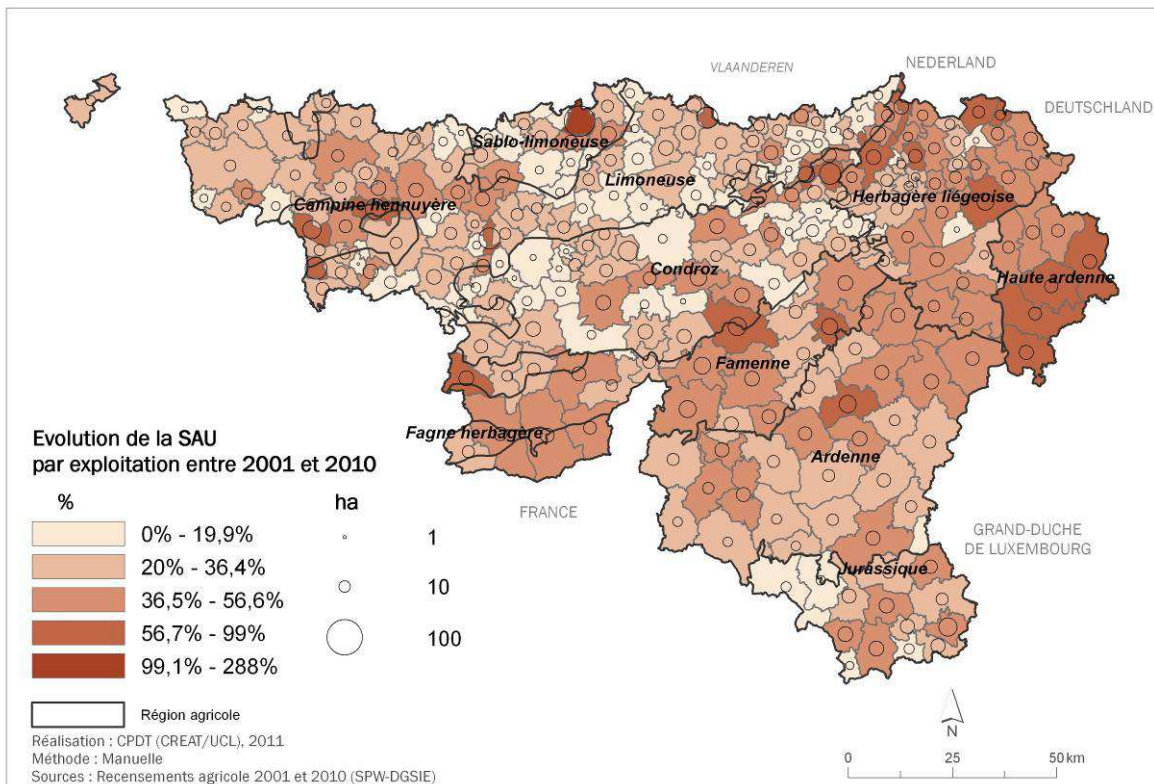 VLAANDEREN
NEDERLAND
DEUTSCHLAND
Sablo-limoneuse
Limoneuse
Campine hennuyère
Herbagère liégeoise
Condroz
Haute ardenne
Famenne
Fagne herbagère
Ardenne
FRANCE
GRAND-DUCHE
DE LUXEMBOURG
Jurassique
Evolution de la SAU
par exploitation entre 2001 et 2010
% ha
0% - 19,9% 1
20% - 36,4%
36,5% - 56,6% 10
56,7% - 99% 100
99,1% - 288%
Région agricole
Réalisation : CPDT (CREAT/UCL), 2011
Méthode : Manuelle
Sources : Recensements agricole 2001 et 2010 (SPW-DGSIE)
N
0 25 50 km